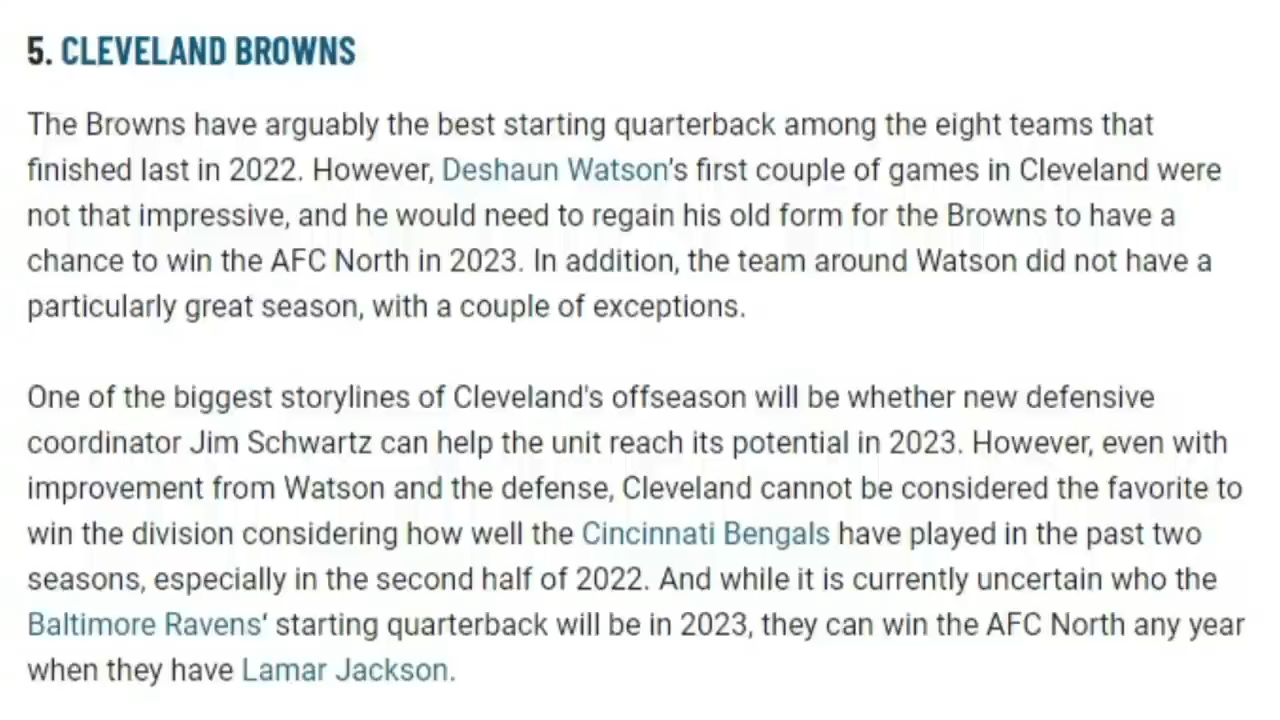 5. CLEVELAND BROWNS
The Browns have arguably the best starting quarterback among the eight teams that
finished last in 2022. However, Deshaun Watson's first couple of games in Cleveland were
not that impressive, and he would need to regain his old form for the Browns to have a
chance to win the AFC North in 2023. In addition, the team around Watson did not have a
particularly great season, with a couple of exceptions.
One of the biggest storylines of Cleveland's offseason will be whether new defensive
coordinator Jim Schwartz can help the unit reach its potential in 2023. However, even with
improvement from Watson and the defense, Cleveland cannot be considered the favorite to
win the division considering how well the Cincinnati Bengals have played in the past two
seasons, especially in the second half of 2022. And while it is currently uncertain who the
Baltimore Ravens‘ starting quarterback will be in 2023, they can win the AFC North any year
when they have Lamar Jackson.